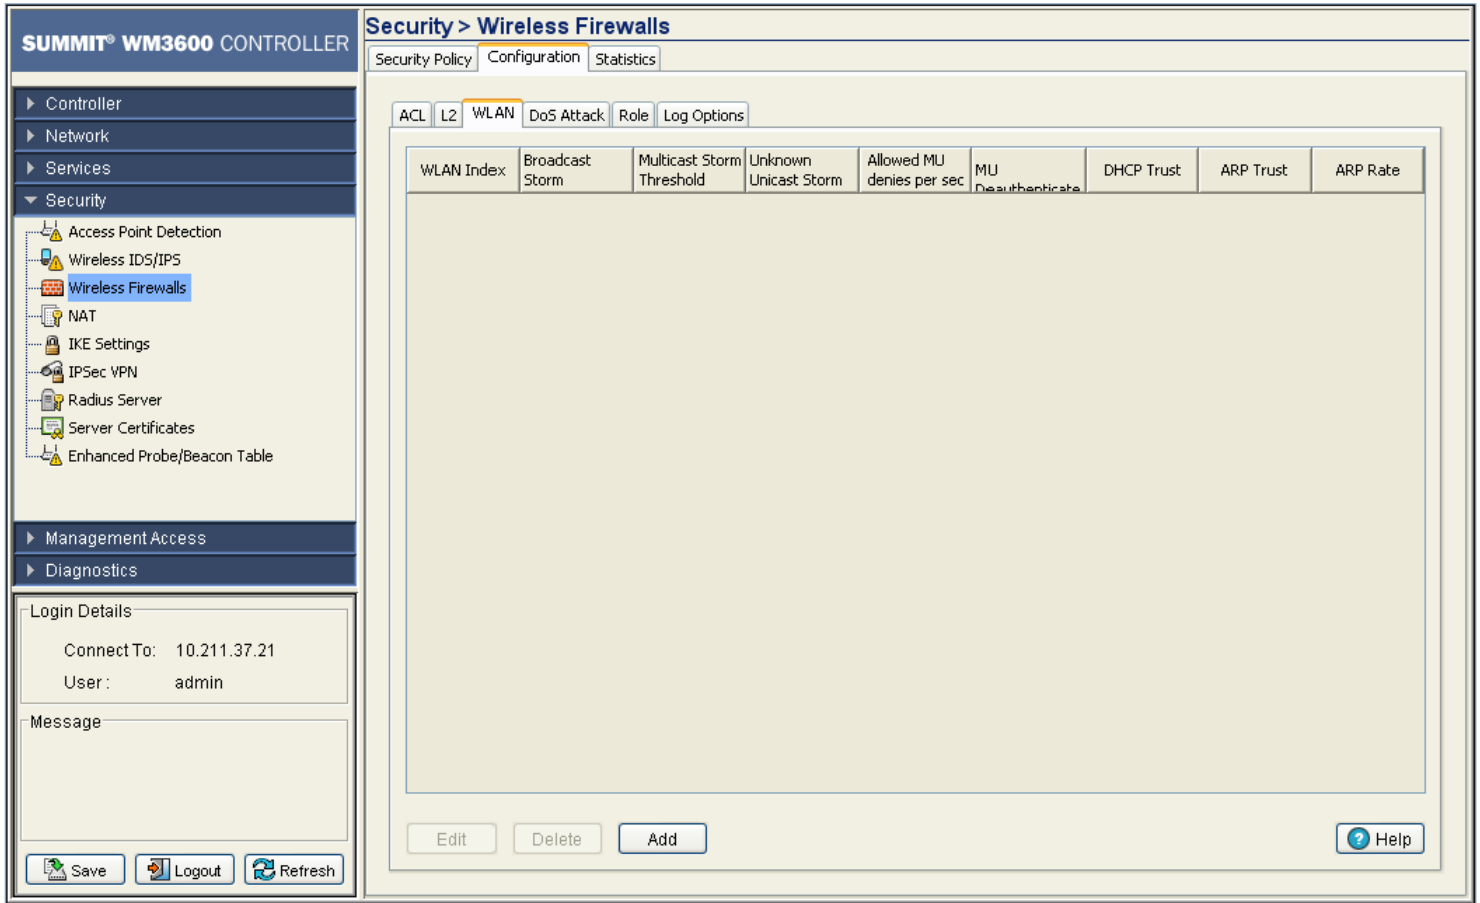 SUMMIT® WM3600 CONTROLLER
Security > Wireless Firewalls
Security Policy Configuration Statistics
Controller
Network
Services
Security
Access Point Detection
Wireless IDS/IPS
Wireless Firewalls
NAT
IKE Settings
IPSec VPN
Radius Server
Server Certificates
Enhanced Probe/Beacon Table
Management Access
Diagnostics
Login Details
Connect To: 10.211.37.21
User : admin
Message
Save Logout Refresh
ACL L2 WLAN DoS Attack Role Log Options
WLAN Index
Broadcast
Storm
Multicast Storm
Threshold
Unknown
Unicast Storm
Allowed MU
denies per sec
MU
Deauthenticate
DHCP Trust
ARP Trust
ARP Rate
Edit Delete Add Help